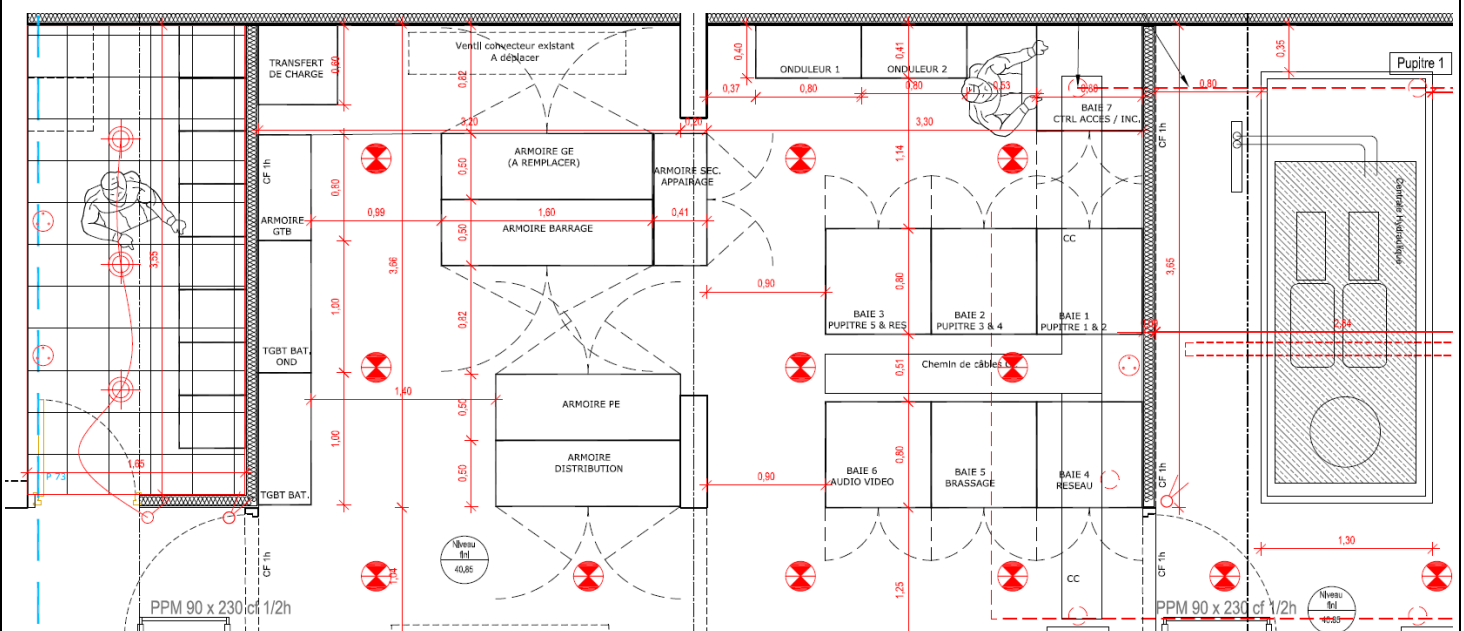 TRANSFERT
DE CHARGE
0,60
Ventil convecteur existant
A déplacer
0,82
0,40
ONDULEUR 1
ONDULEUR 2
0,41
0,35
Pupitre 1
0,37
0,80
0,80
0,53
0,80
BAIE 7
CTRL ACCES / INC.
3,20
0,20
3,30
CF 1h
ARMOIRE GE
(A REMPLACER)
0,50
ARMOIRE SEC.
APPAIRAGE
1,14
CF 1h
0,80
ARMOIRE
GTB
0,99
1,60
0,41
ARMOIRE BARRAGE
0,50
3,55
3,66
CC
3,65
Centrale Hydraulique
0,90
0,80
BAIE 3
PUPITRE 5 & RES
BAIE 2
PUPITRE 3 & 4
BAIE 1
PUPITRE 1 & 2
1,00
0,82
2,64
TGBT BAT.
OND
Chemin de câbles
0,51
1,40
ARMOIRE PE
0,50
1,00
ARMOIRE
DISTRIBUTION
0,50
1,65
P 73
TGBT BAT.
0,90
BAIE 6
AUDIO VIDEO
0,80
BAIE 5
BRASSAGE
BAIE 4
RESEAU
CF 1h
CF 1h
Niveau
fini
40,85
1,04
1,25
CC
CF 1h
1,30
PPM 90 x 230 cf 1/2h
PPM 90 x 230 cf 1/2h
Niveau
fini
40,85